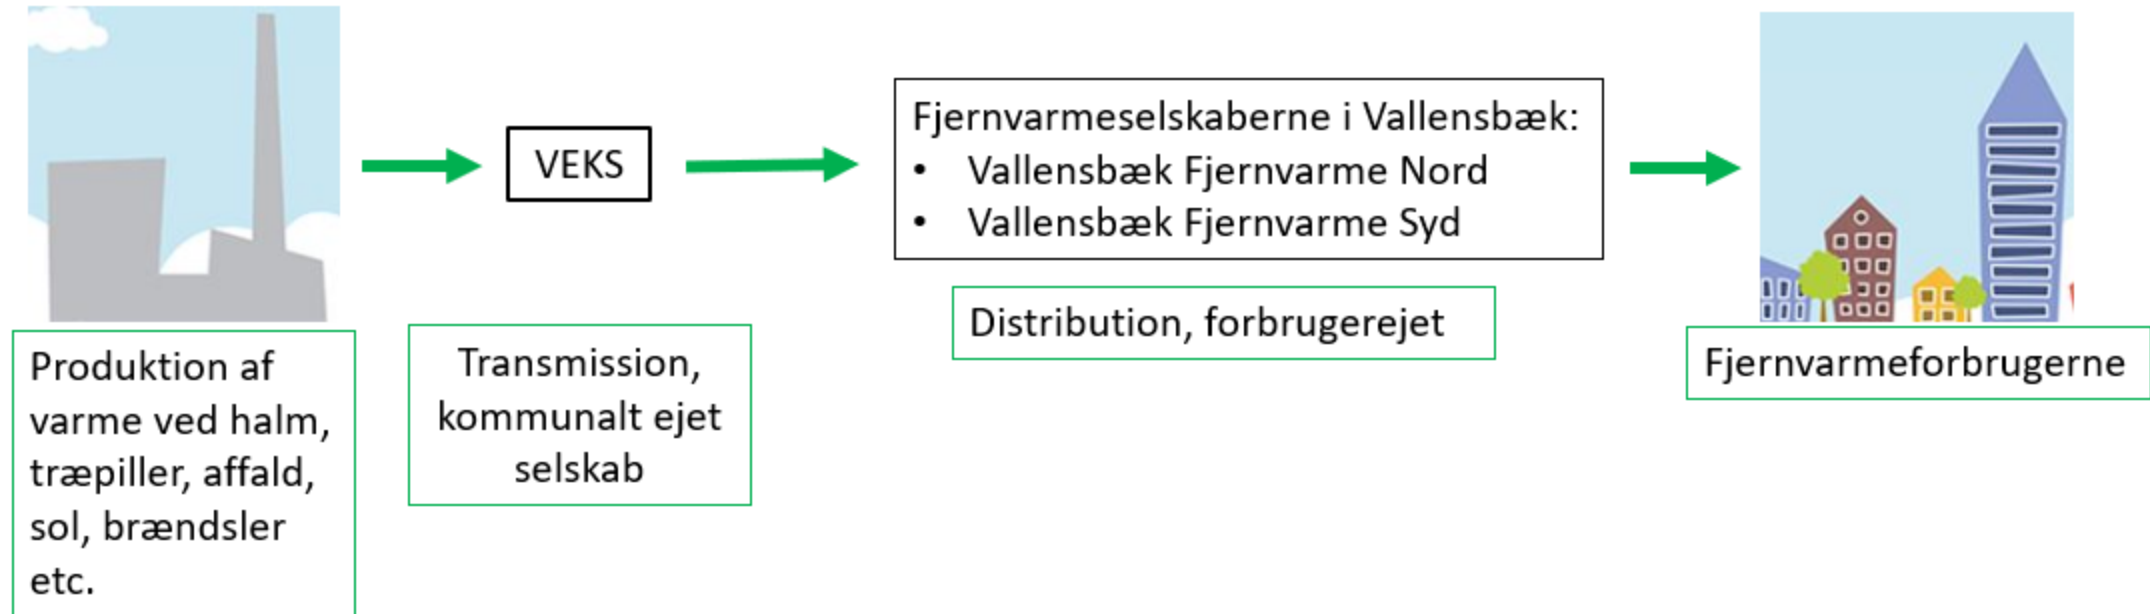 Produktion af
varme ved halm,
træpiller, affald,
sol, brændsler
etc.
VEKS
Transmission,
kommunalt ejet
selskab
Fjernvarmeselskaberne i Vallensbæk:
• Vallensbæk Fjernvarme Nord
• Vallensbæk Fjernvarme Syd
Distribution, forbrugerejet
Fjernvarmeforbrugerne